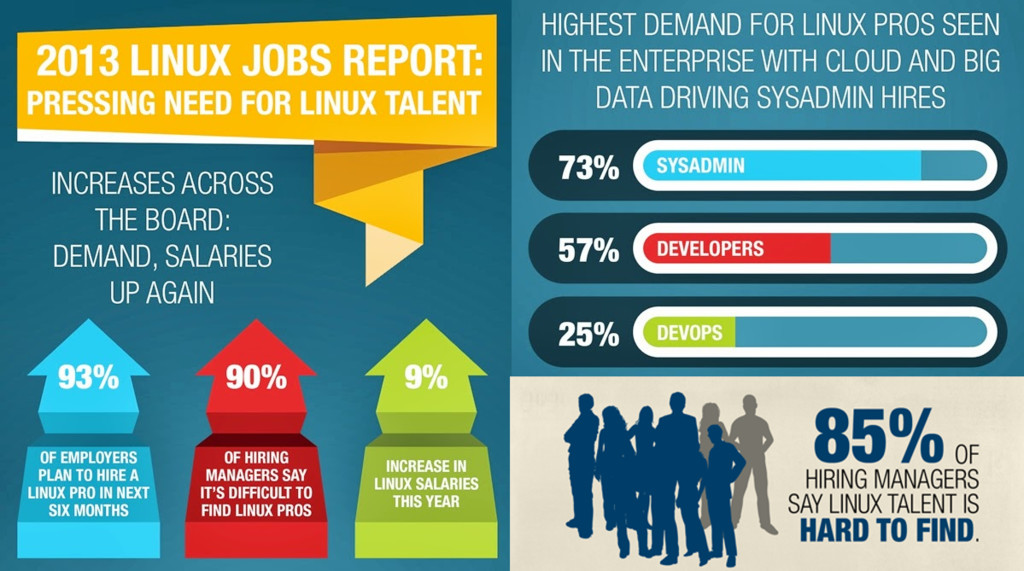 2013 LINUX JOBS REPORT:
PRESSING NEED FOR LINUX TALENT
INCREASES ACROSS
THE BOARD:
DEMAND, SALARIES
UP AGAIN
93%
OF EMPLOYERS
PLAN TO HIRE A
LINUX PRO IN NEXT
SIX MONTHS
90%
OF HIRING
MANAGERS SAY
IT'S DIFFICULT TO
FIND LINUX PROS
9%
INCREASE IN
LINUX SALARIES
THIS YEAR
HIGHEST DEMAND FOR LINUX PROS SEEN
IN THE ENTERPRISE WITH CLOUD AND BIG
DATA DRIVING SYSADMIN HIRES
73% SYSADMIN
57% DEVELOPERS
25% DEVOPS
85% OF
HIRING MANAGERS
SAY LINUX TALENT IS
HARD TO FIND.